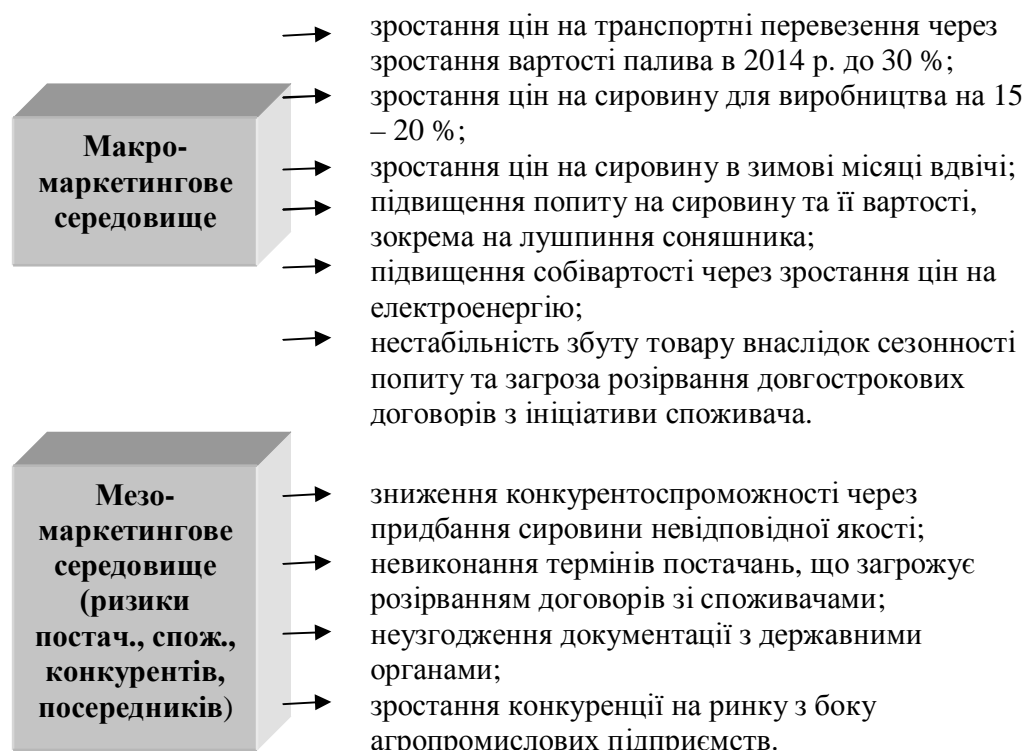 зростання цін на транспортні перевезення через
зростання вартості палива в 2014 р. до 30 %;
зростання цін на сировину для виробництва на 15
– 20 %;
зростання цін на сировину в зимові місяці вдвічі;
підвищення попиту на сировину та її вартості,
зокрема на лушпиння соняшника;
підвищення собівартості через зростання цін на
електроенергію;
нестабільність збуту товару внаслідок сезонності
попиту та загроза розірвання довгострокових
договорів з ініціативи споживача.
Макро-
маркетингове
середовище
зниження конкурентоспроможності через
придбання сировини невідповідної якості;
невиконання термінів постачань, що загрожує
розірванням договорів зі споживачами;
неузгодження документації з державними
органами;
зростання конкуренції на ринку з боку
агропромислових підприємств.
Мезо-
маркетингове
середовище
(ризики
постач., спож.,
конкурентів,
посередників)